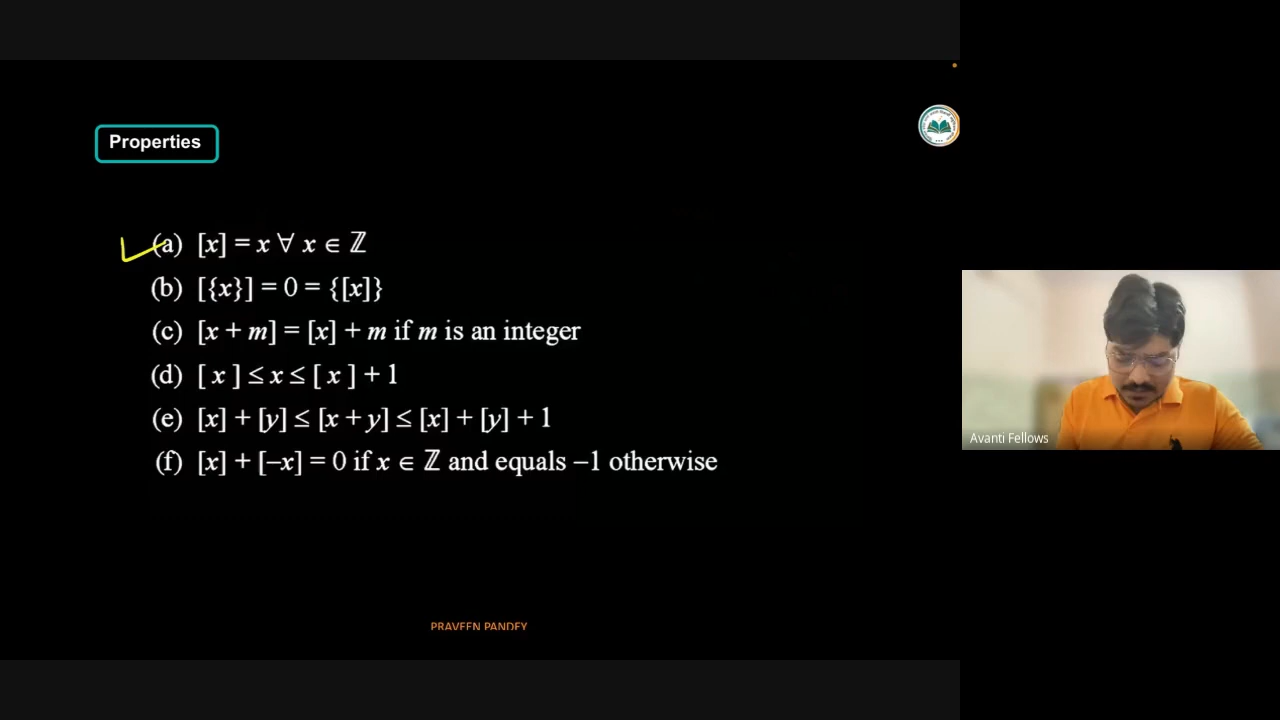 Properties
(a) [x] = x ∀ x ∈ ℤ
(b) [{x}] = 0 = {[x]}
(c) [x + m] = [x] + m if m is an integer
(d) [ x ] ≤ x ≤ [ x ] + 1
(e) [x] + [y] ≤ [x + y] ≤ [x] + [y] + 1
(f) [x] + [–x] = 0 if x ∈ ℤ and equals –1 otherwise
Avanti Fellows
PRAVEEN PANDEY